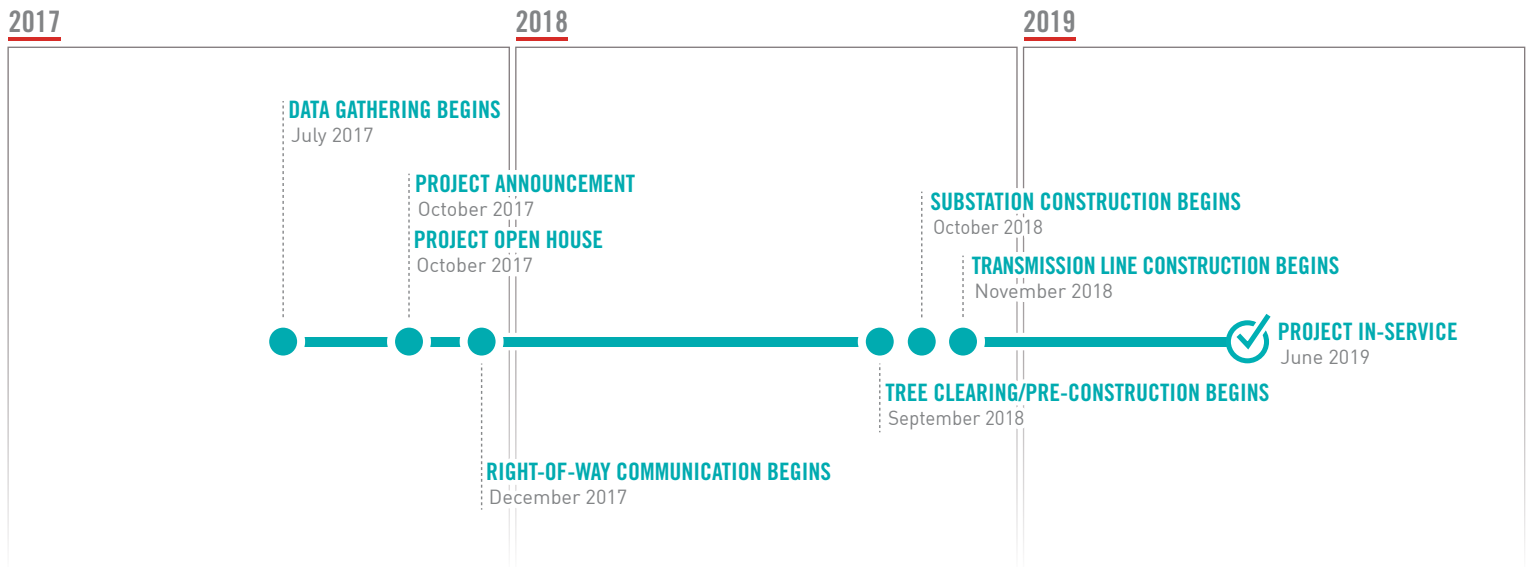 2017
2018
2019
DATA GATHERING BEGINS
July 2017
PROJECT ANNOUNCEMENT
October 2017
PROJECT OPEN HOUSE
October 2017
RIGHT-OF-WAY COMMUNICATION BEGINS
December 2017
TREE CLEARING/PRE-CONSTRUCTION BEGINS
September 2018
SUBSTATION CONSTRUCTION BEGINS
October 2018
TRANSMISSION LINE CONSTRUCTION BEGINS
November 2018
PROJECT IN-SERVICE
June 2019